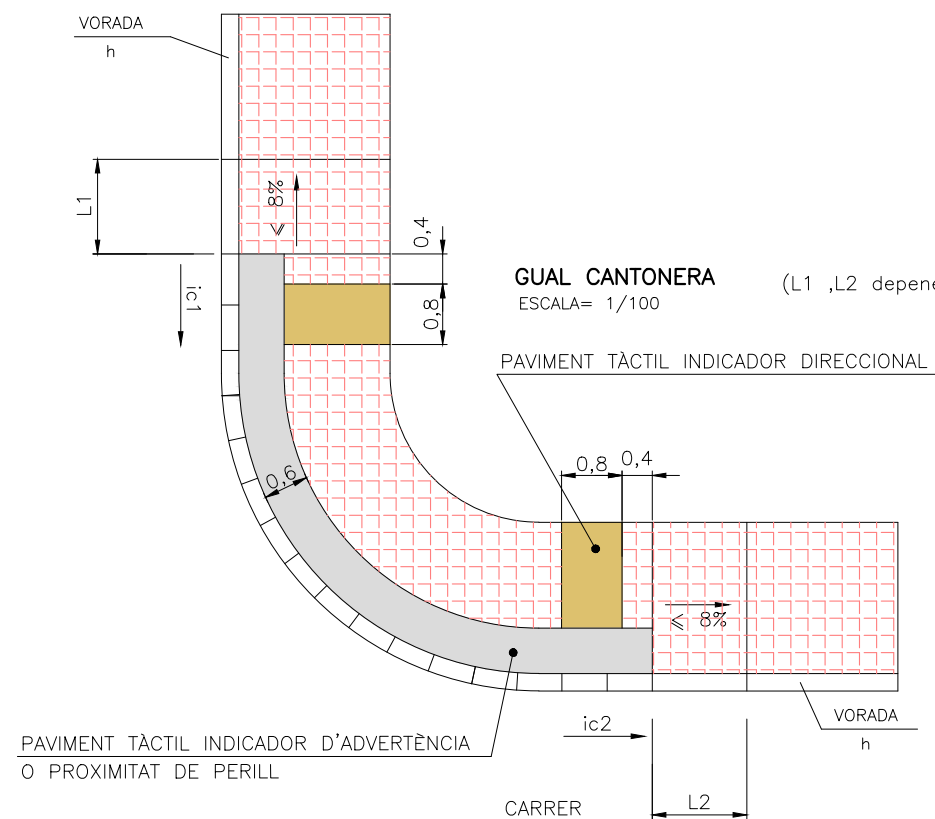 VORADA
h
L1
≤ 8%
0,4
ic1
0,8
GUAL CANTONERA
(L1 ,L2 depene
ESCALA= 1/100
PAVIMENT TÀCTIL INDICADOR DIRECCIONAL
0,6
0,8
0,4
≤ 8%
ic2
VORADA
h
PAVIMENT TÀCTIL INDICADOR D'ADVERTÈNCIA
O PROXIMITAT DE PERILL
CARRER
L2